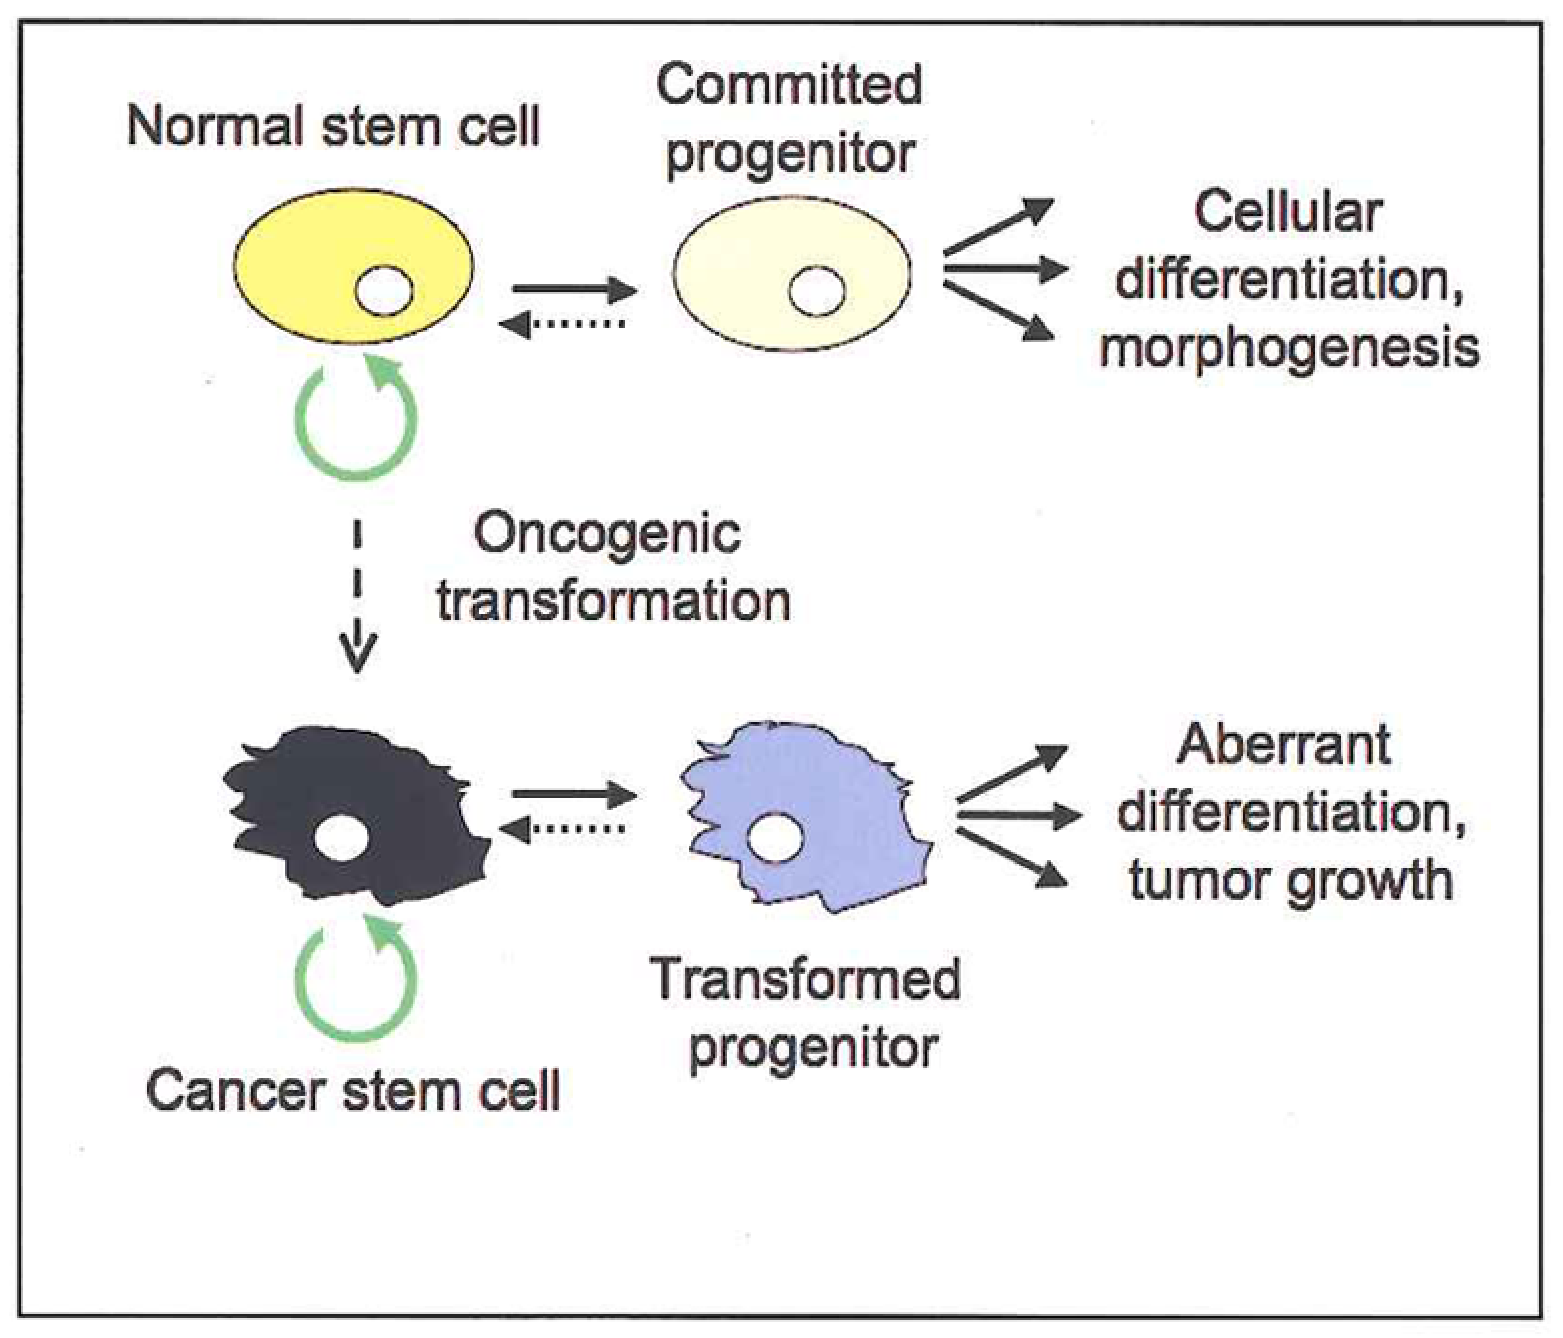 Normal stem cell
Committed
progenitor
Cellular
differentiation,
morphogenesis
Oncogenic
transformation
Aberrant
differentiation,
tumor growth
Transformed
progenitor
Cancer stem cell